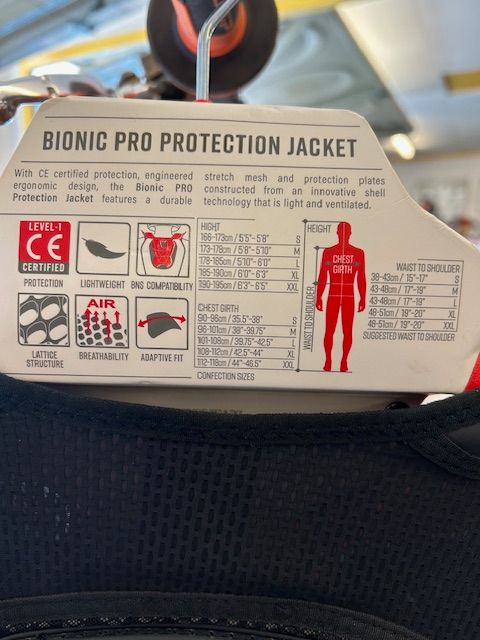 BIONIC PRO PROTECTION JACKET
With CE certified protection, engineered stretch mesh and protection plates
ergonomic design, the Bionic PRO constructed from an innovative shell
Protection Jacket features a durable technology that is light and ventilated.
LEVEL-1
CE
CERTIFIED
PROTECTION
LIGHTWEIGHT
BNS COMPATIBILITY
LATTICE
STRUCTURE
AIR
BREATHABILITY
ADAPTIVE FIT
HIGHT
166-173cm / 5'5"-5'8" S
173-178cm / 5'8"-5'10" M
178-185cm / 5'10"-6'0" L
185-190cm / 6'0"-6'3" XL
190-195cm / 6'3"-6'5" XXL
CHEST GIRTH
90-96cm / 35.5"-38" S
96-101cm / 38"-39.75" M
101-108cm / 39.75"-42.5" L
108-112cm / 42.5"-44" XL
112-118cm / 44"-46.5" XXL
CONFECTION SIZES
HEIGHT
CHEST
GIRTH
WAIST TO SHOULDER
WAIST TO SHOULDER
38-43cm / 15"-17" S
43-48cm / 17"-19" M
43-48cm / 17"-19" L
48-51cm / 19"-20" XL
48-51cm / 19"-20" XXL
SUGGESTED WAIST TO SHOULDER